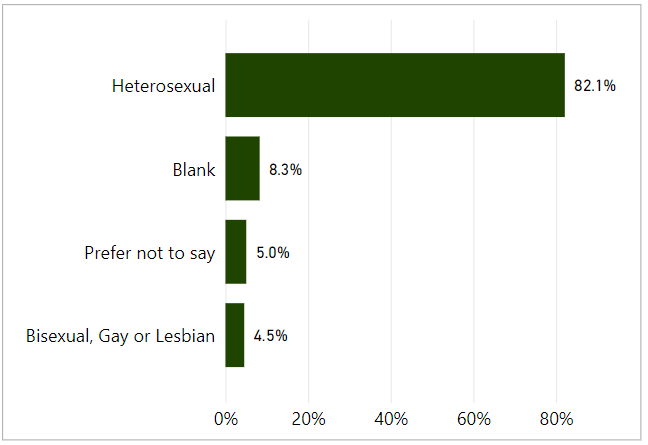 Heterosexual 82.1%
Blank 8.3%
Prefer not to say 5.0%
Bisexual, Gay or Lesbian 4.5%
0% 20% 40% 60% 80%